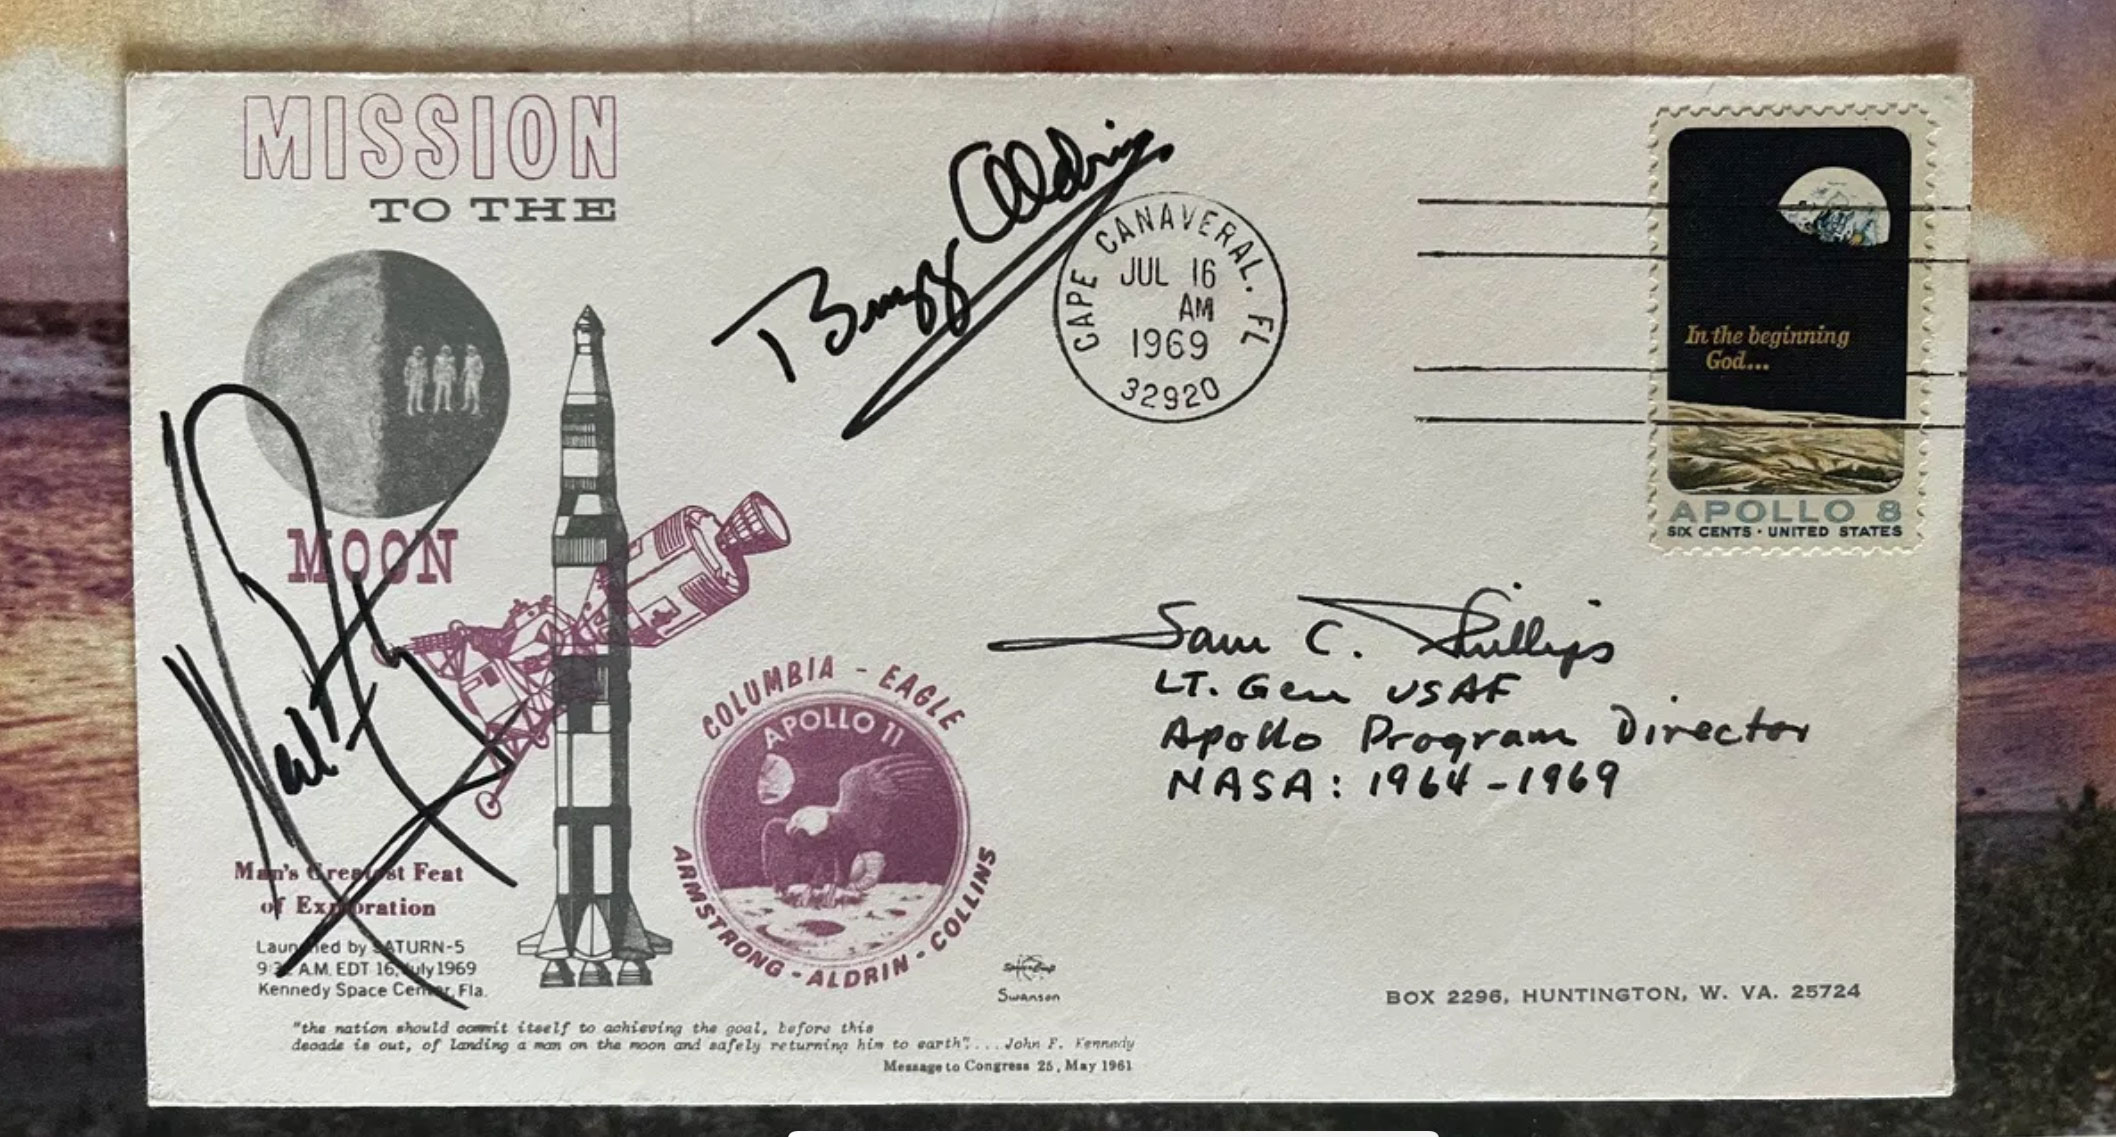 MISSION
TO THE
MOON
Buzz Aldrin
CAPE CANAVERAL. FL
JUL 16
AM
1969
32920
In the beginning
God...
APOLLO 8
SIX CENTS · UNITED STATES
Neil
Sam C. Phillips
LT. Gen USAF
Apollo Program Director
NASA: 1964-1969
COLUMBIA - EAGLE
APOLLO 11
ARMSTRONG - ALDRIN - COLLINS
Man's Greatest Feat
of Exploration
Launched by SATURN-5
9:32 A.M. EDT 16, July 1969
Kennedy Space Center, Fla.
Swanson
BOX 2296, HUNTINGTON, W. VA. 25724
"the nation should commit itself to achieving the goal, before this
decade is out, of landing a man on the moon and safely returning him to earth"....John F. Kennedy
Message to Congress 25, May 1961